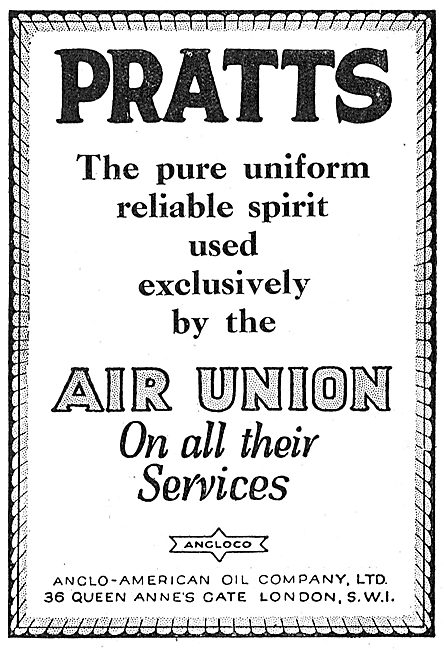 PRATTS
The pure uniform
reliable spirit
used
exclusively
by the
AIR UNION
On all their
Services
ANGLOCO
ANGLO-AMERICAN OIL COMPANY, LTD.
36 QUEEN ANNE'S GATE LONDON, S.W.1.